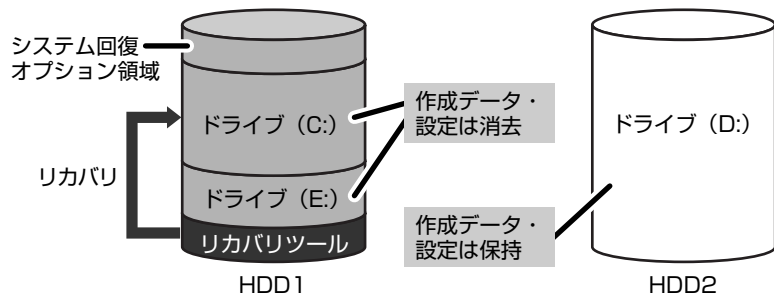 システム回復
オプション領域
ドライブ（C:）
作成データ・
設定は消去
ドライブ（D:）
リカバリ
ドライブ（E:）
リカバリツール
作成データ・
設定は保持
HDD1
HDD2